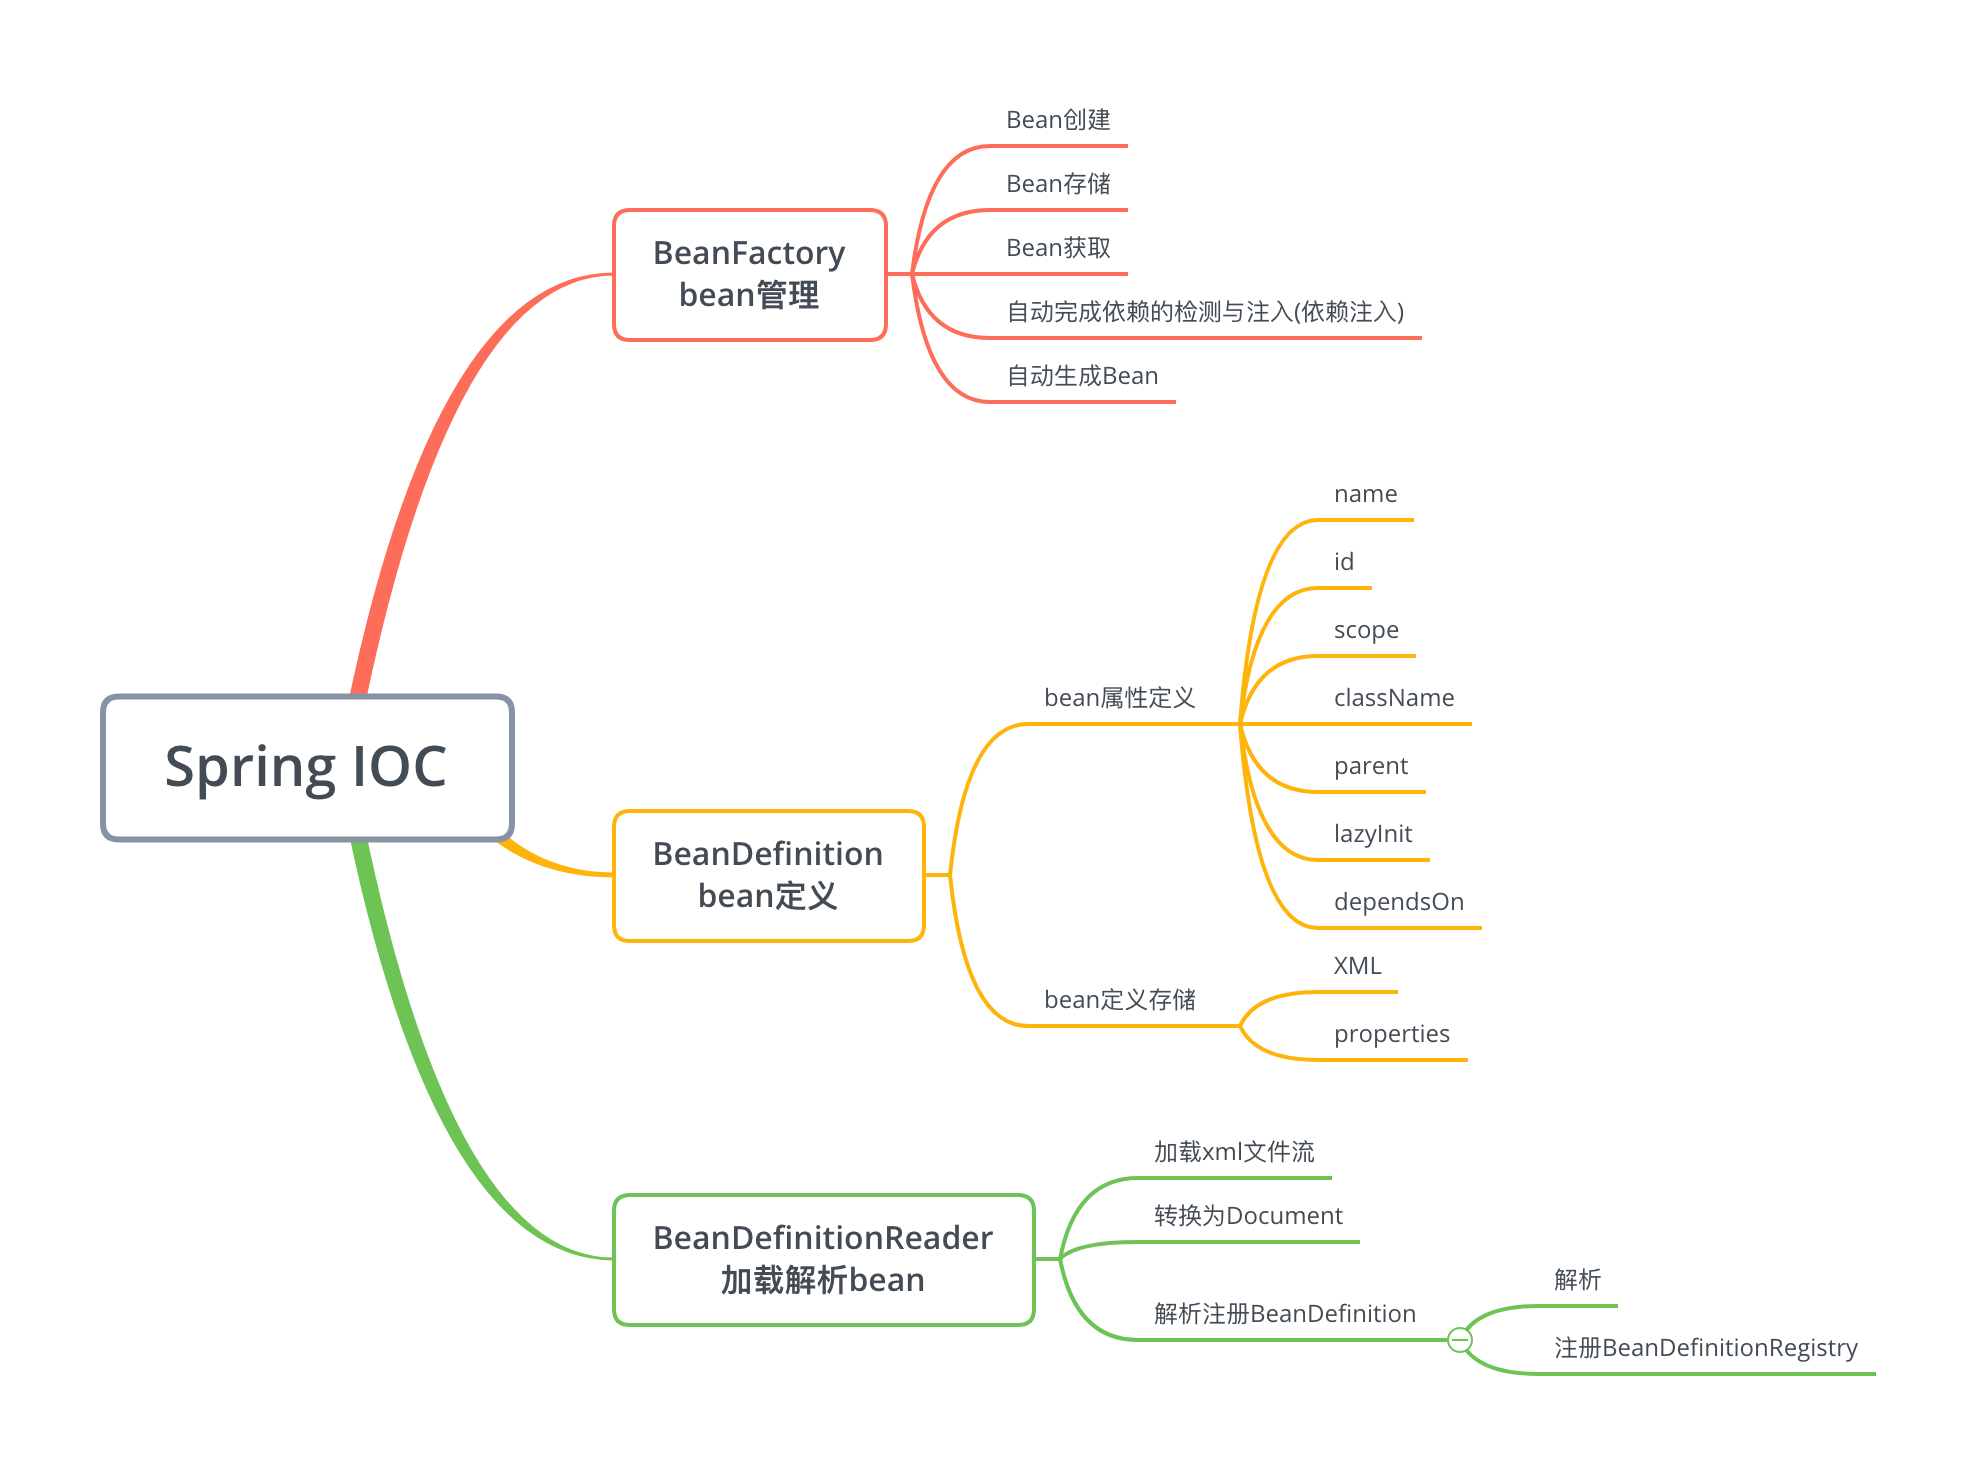 Spring IOC
BeanFactory
bean管理
Bean创建
Bean存储
Bean获取
自动完成依赖的检测与注入(依赖注入)
自动生成Bean
BeanDefinition
bean定义
bean属性定义
name
id
scope
className
parent
lazyInit
dependsOn
bean定义存储
XML
properties
BeanDefinitionReader
加载解析bean
加载xml文件流
转换为Document
解析注册BeanDefinition
解析
注册BeanDefinitionRegistry